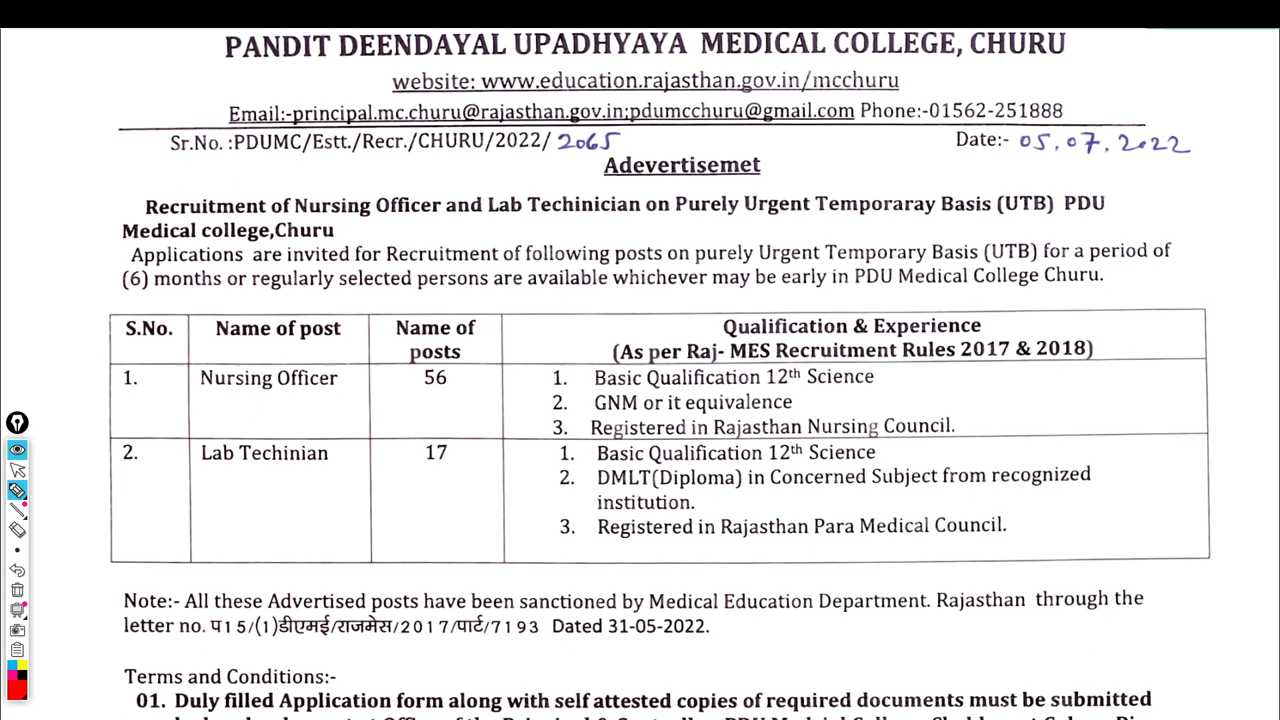 PANDIT DEENDAYAL UPADHYAYA MEDICAL COLLEGE, CHURU
website: www.education.rajasthan.gov.in/mcchuru
Email:-principal.mc.churu@rajasthan.gov.in;pdumcchuru@gmail.com Phone:-01562-251888
Sr.No. :PDUMC/Estt./Recr./CHURU/2022/ 2065 Date:- 05.07.2022
Adevertisemet
Recruitment of Nursing Officer and Lab Techinician on Purely Urgent Temporaray Basis (UTB) PDU
Medical college,Churu
Applications are invited for Recruitment of following posts on purely Urgent Temporary Basis (UTB) for a period of
(6) months or regularly selected persons are available whichever may be early in PDU Medical College Churu.
S.No. Name of post Name of Qualification & Experience
posts (As per Raj- MES Recruitment Rules 2017 & 2018)
1. Nursing Officer 56 1. Basic Qualification 12th Science
2. GNM or it equivalence
3. Registered in Rajasthan Nursing Council.
2. Lab Techinian 17 1. Basic Qualification 12th Science
2. DMLT(Diploma) in Concerned Subject from recognized
institution.
3. Registered in Rajasthan Para Medical Council.
Note:- All these Advertised posts have been sanctioned by Medical Education Department. Rajasthan through the
letter no. प15/(1)डीएमई/राजमेस/2017/पार्ट/7193 Dated 31-05-2022.
Terms and Conditions:-
01. Duly filled Application form along with self attested copies of required documents must be submitted